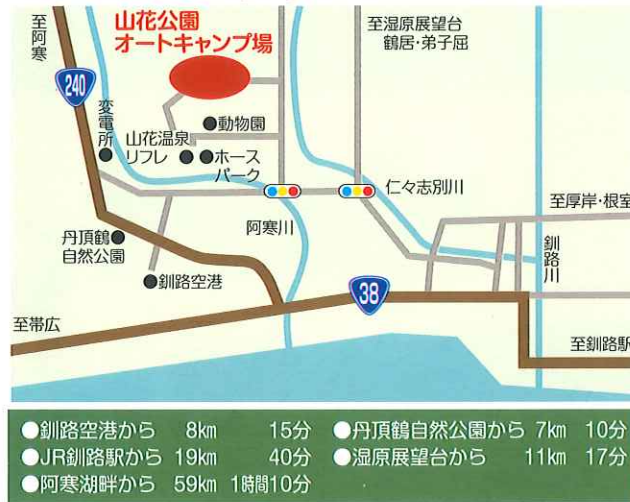 至阿寒
山花公園
オートキャンプ場
至湿原展望台
鶴居・弟子屈
240
変電所
動物園
山花温泉
リフレ
ホース
パーク
仁々志別川
阿寒川
至厚岸・根室
丹頂鶴
自然公園
釧路川
釧路空港
38
至帯広
至釧路駅
●釧路空港から 8km 15分
●丹頂鶴自然公園から 7km 10分
●JR釧路駅から 19km 40分
●湿原展望台から 11km 17分
●阿寒湖畔から 59km 1時間10分